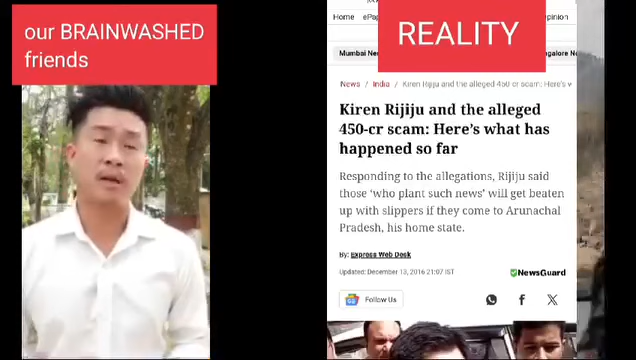 our BRAINWASHED
friends
REALITY
Home
Mumbai
News / India / Kiren Rijiju and the alleged 450 cr scam: Here's w
Kiren Rijiju and the alleged
450-cr scam: Here's what has
happened so far
Responding to the allegations, Rijiju said
those ‘who plant such news’ will get beaten
up with slippers if they come to Arunachal
Pradesh, his home state.
By: Express Web Desk
Updated: December 13, 2016 21:07 IST
NewsGuard
Follow Us